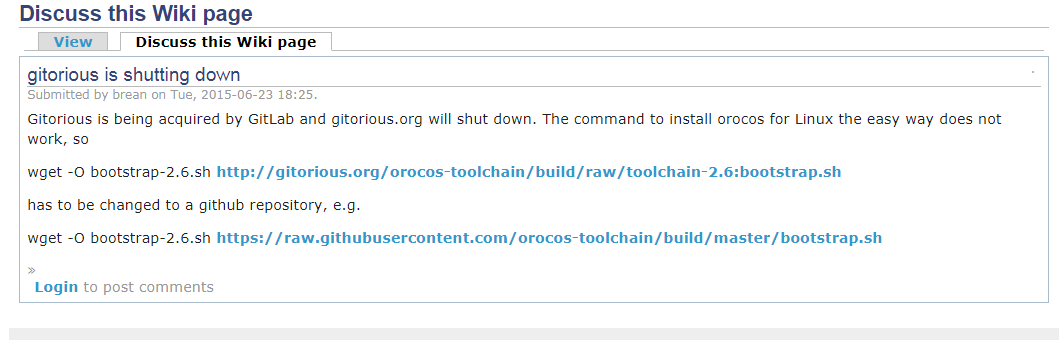 Discuss this Wiki page
View Discuss this Wiki page
gitorious is shutting down
Submitted by brean on Tue, 2015-06-23 18:25.
Gitorious is being acquired by GitLab and gitorious.org will shut down. The command to install orocos for Linux the easy way does not
work, so
wget -O bootstrap-2.6.sh http://gitorious.org/orocos-toolchain/build/raw/toolchain-2.6:bootstrap.sh
has to be changed to a github repository, e.g.
wget -O bootstrap-2.6.sh https://raw.githubusercontent.com/orocos-toolchain/build/master/bootstrap.sh
»
Login to post comments